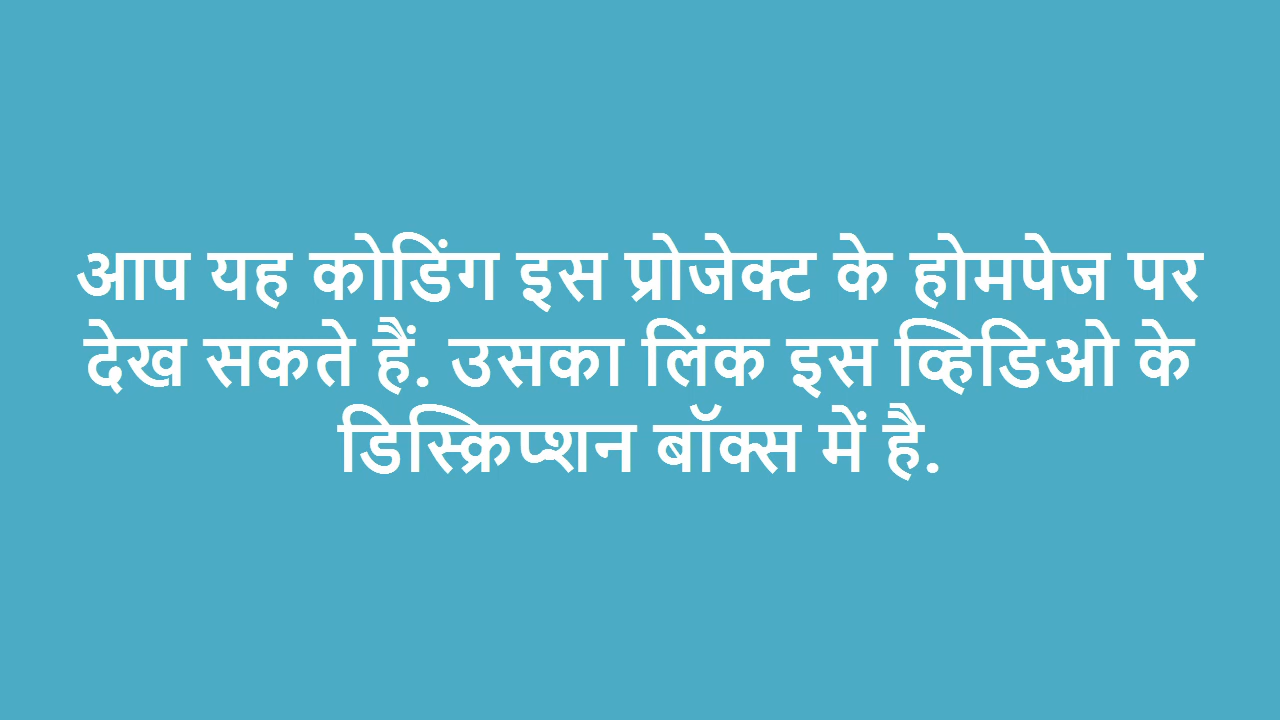 आप यह कोडिंग इस प्रोजेक्ट के होमपेज पर
देख सकते हैं. उसका लिंक इस व्हिडिओ के
डिस्क्रिप्शन बॉक्स में है.